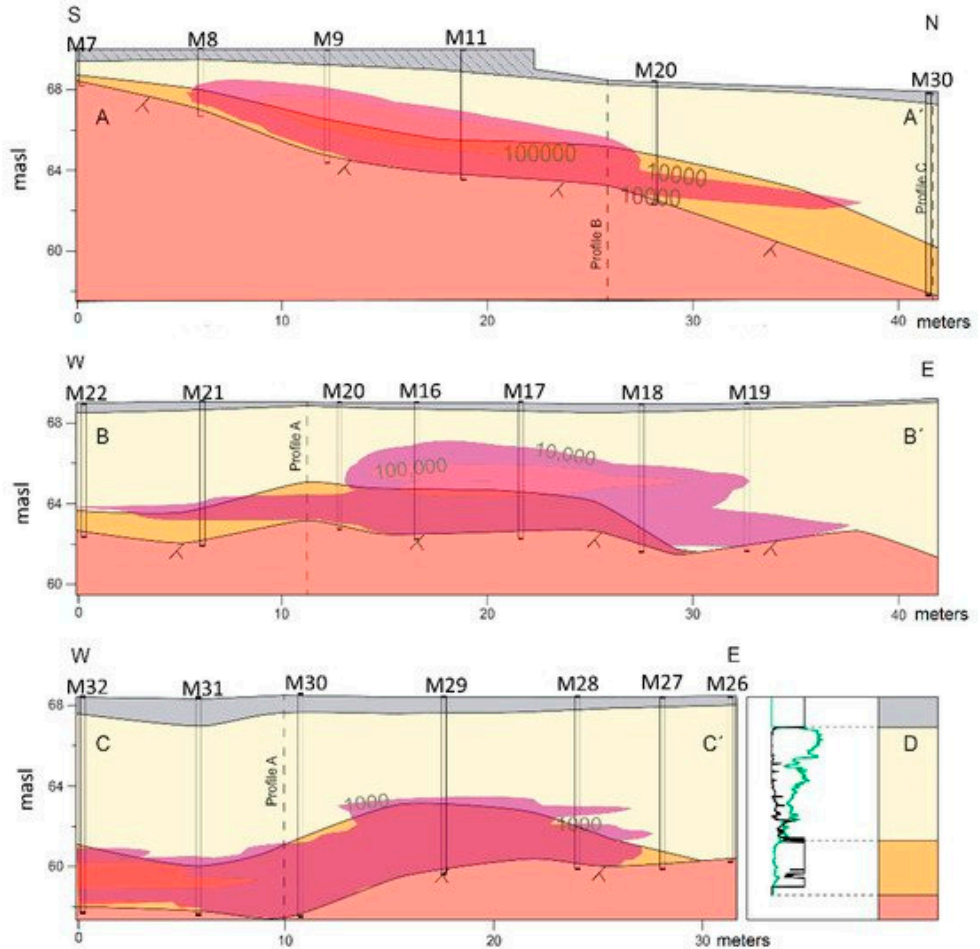 S
N
M7 M8 M9 M11 M20 M30
68
A A´
100000
10000
10000
64
60
masl
Profile B
Profile C
0 10 20 30 40 meters
W E
M22 M21 M20 M16 M17 M18 M19
68
B B´
Profile A
100,000 10,000
64
60
masl
0 10 20 30 40 meters
W E
M32 M31 M30 M29 M28 M27 M26
68
C C´ D
Profile A
64
1000
1000
60
masl
0 10 20 30 meters